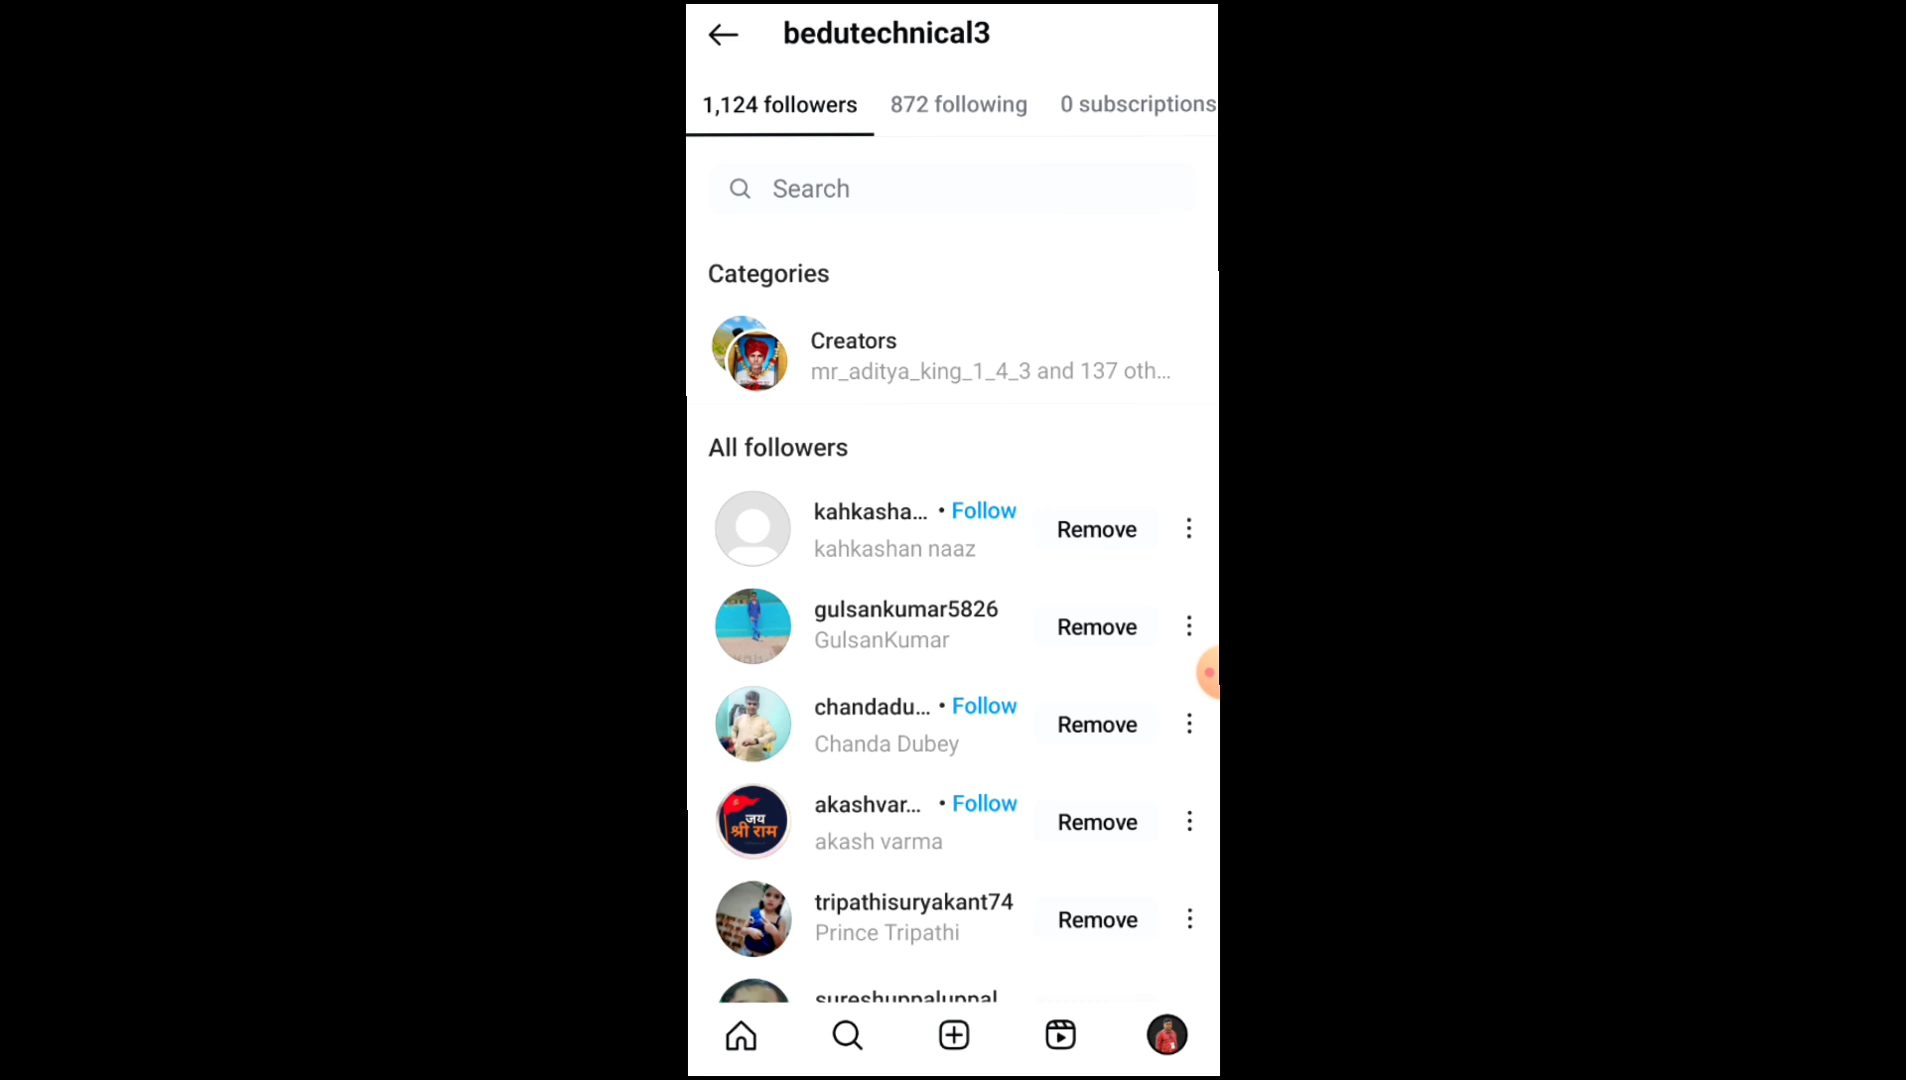 bedutechnical3
1,124 followers 872 following 0 subscriptions
Search
Categories
Creators
mr_aditya_king_1_4_3 and 137 oth...
All followers
kahkasha... • Follow
kahkashan naaz
Remove
gulsankumar5826
GulsanKumar
Remove
chandadu... • Follow
Chanda Dubey
Remove
akashvar... • Follow
akash varma
Remove
जय
श्री राम
tripathisuryakant74
Prince Tripathi
Remove
sureshuppaluppal